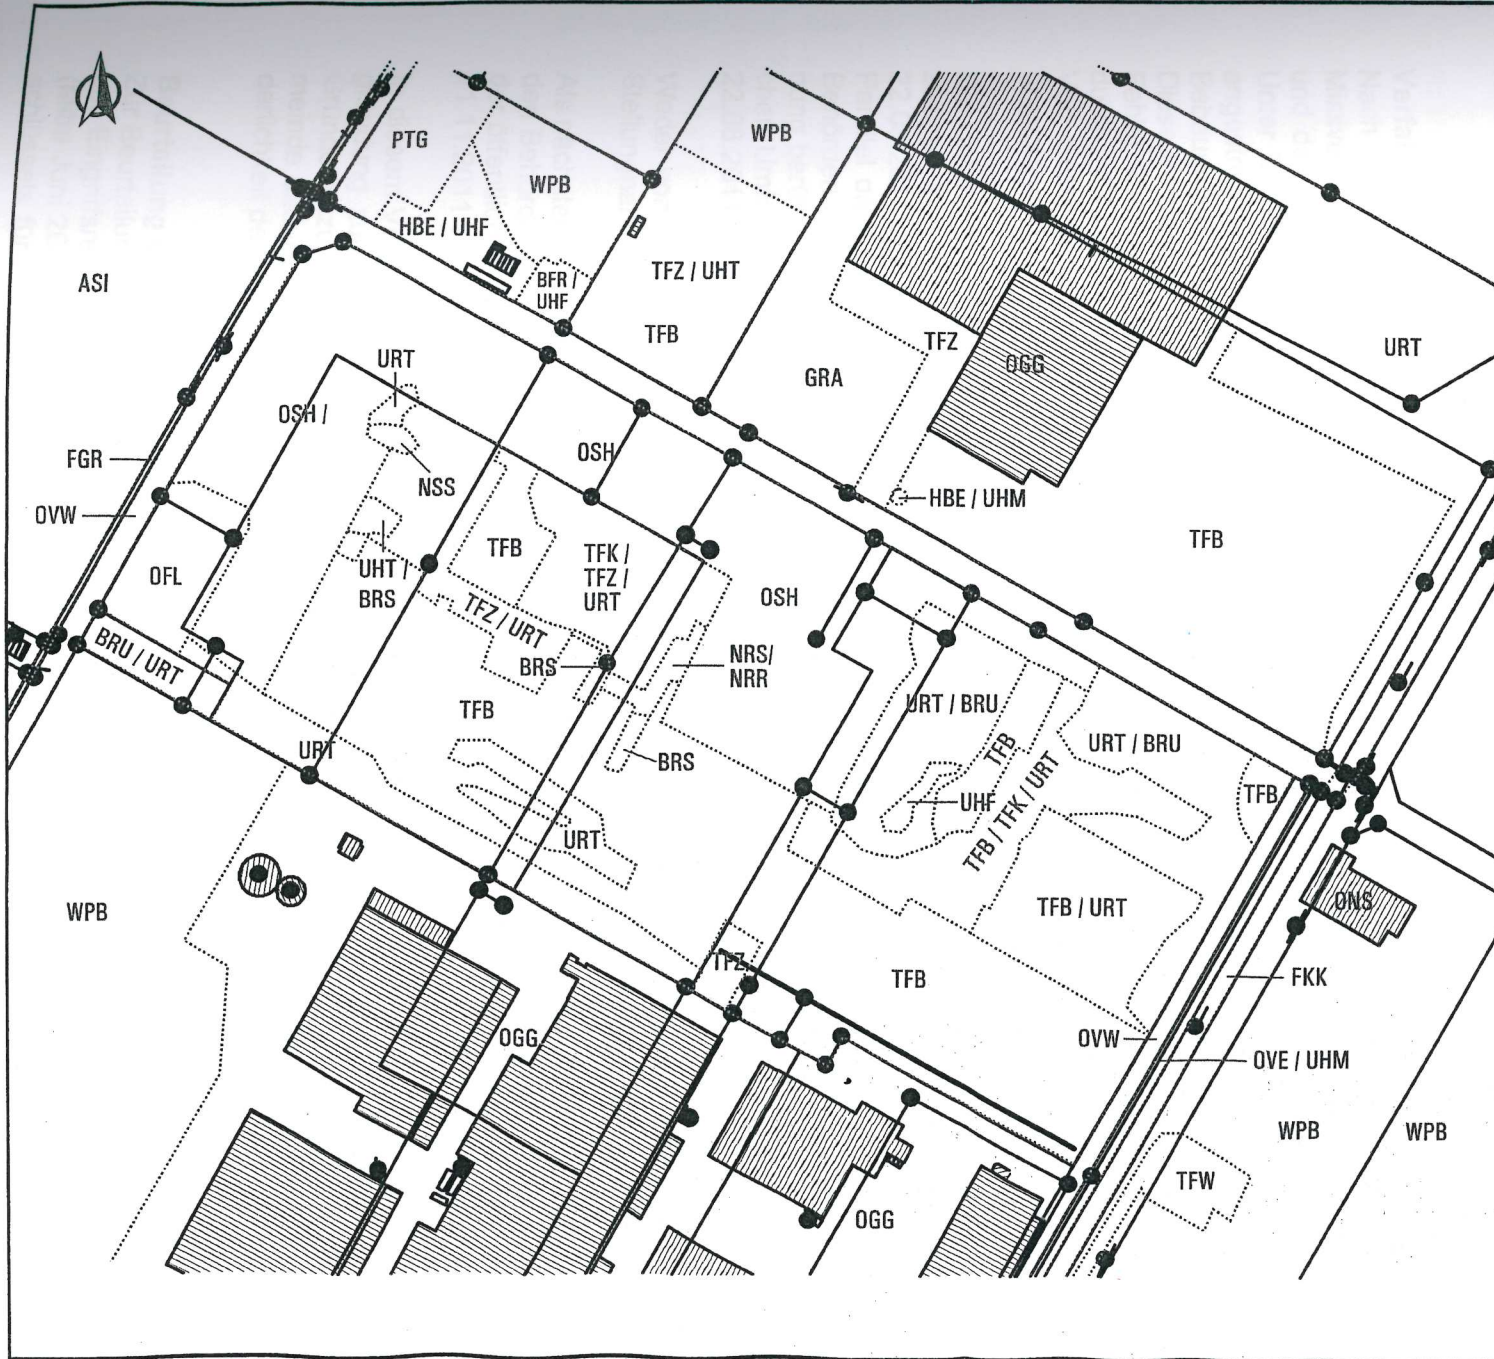 PTG
WPB
WPB
HBE / UHF
BFR /
UHF
TFZ / UHT
ASI
TFB
TFZ
OGG
URT
URT
GRA
OSH /
FGR
OSH
NSS
HBE / UHM
OVW
TFB
TFB
TFK /
TFZ /
URT
UHT /
BRS
OFL
TFZ / URT
OSH
BRU / URT
BRS
NRS/
NRR
URT / BRU
TFB
URT
TFB
URT / BRU
BRS
UHF
TFB / TFK / URT
TFB
URT
WPB
TFB / URT
ONS
TFZ
TFB
FKK
OGG
OVW
OVE / UHM
WPB
WPB
TFW
OGG